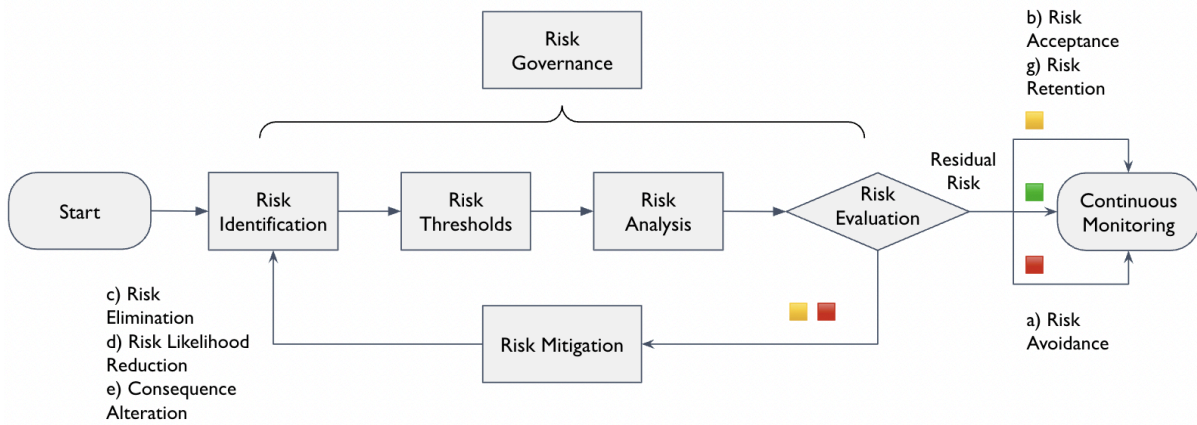 Risk
Governance
b) Risk
Acceptance
g) Risk
Retention
Residual
Risk
Start
Risk
Identification
Risk
Thresholds
Risk
Analysis
Risk
Evaluation
Continuous
Monitoring
c) Risk
Elimination
d) Risk Likelihood
Reduction
e) Consequence
Alteration
Risk Mitigation
a) Risk
Avoidance